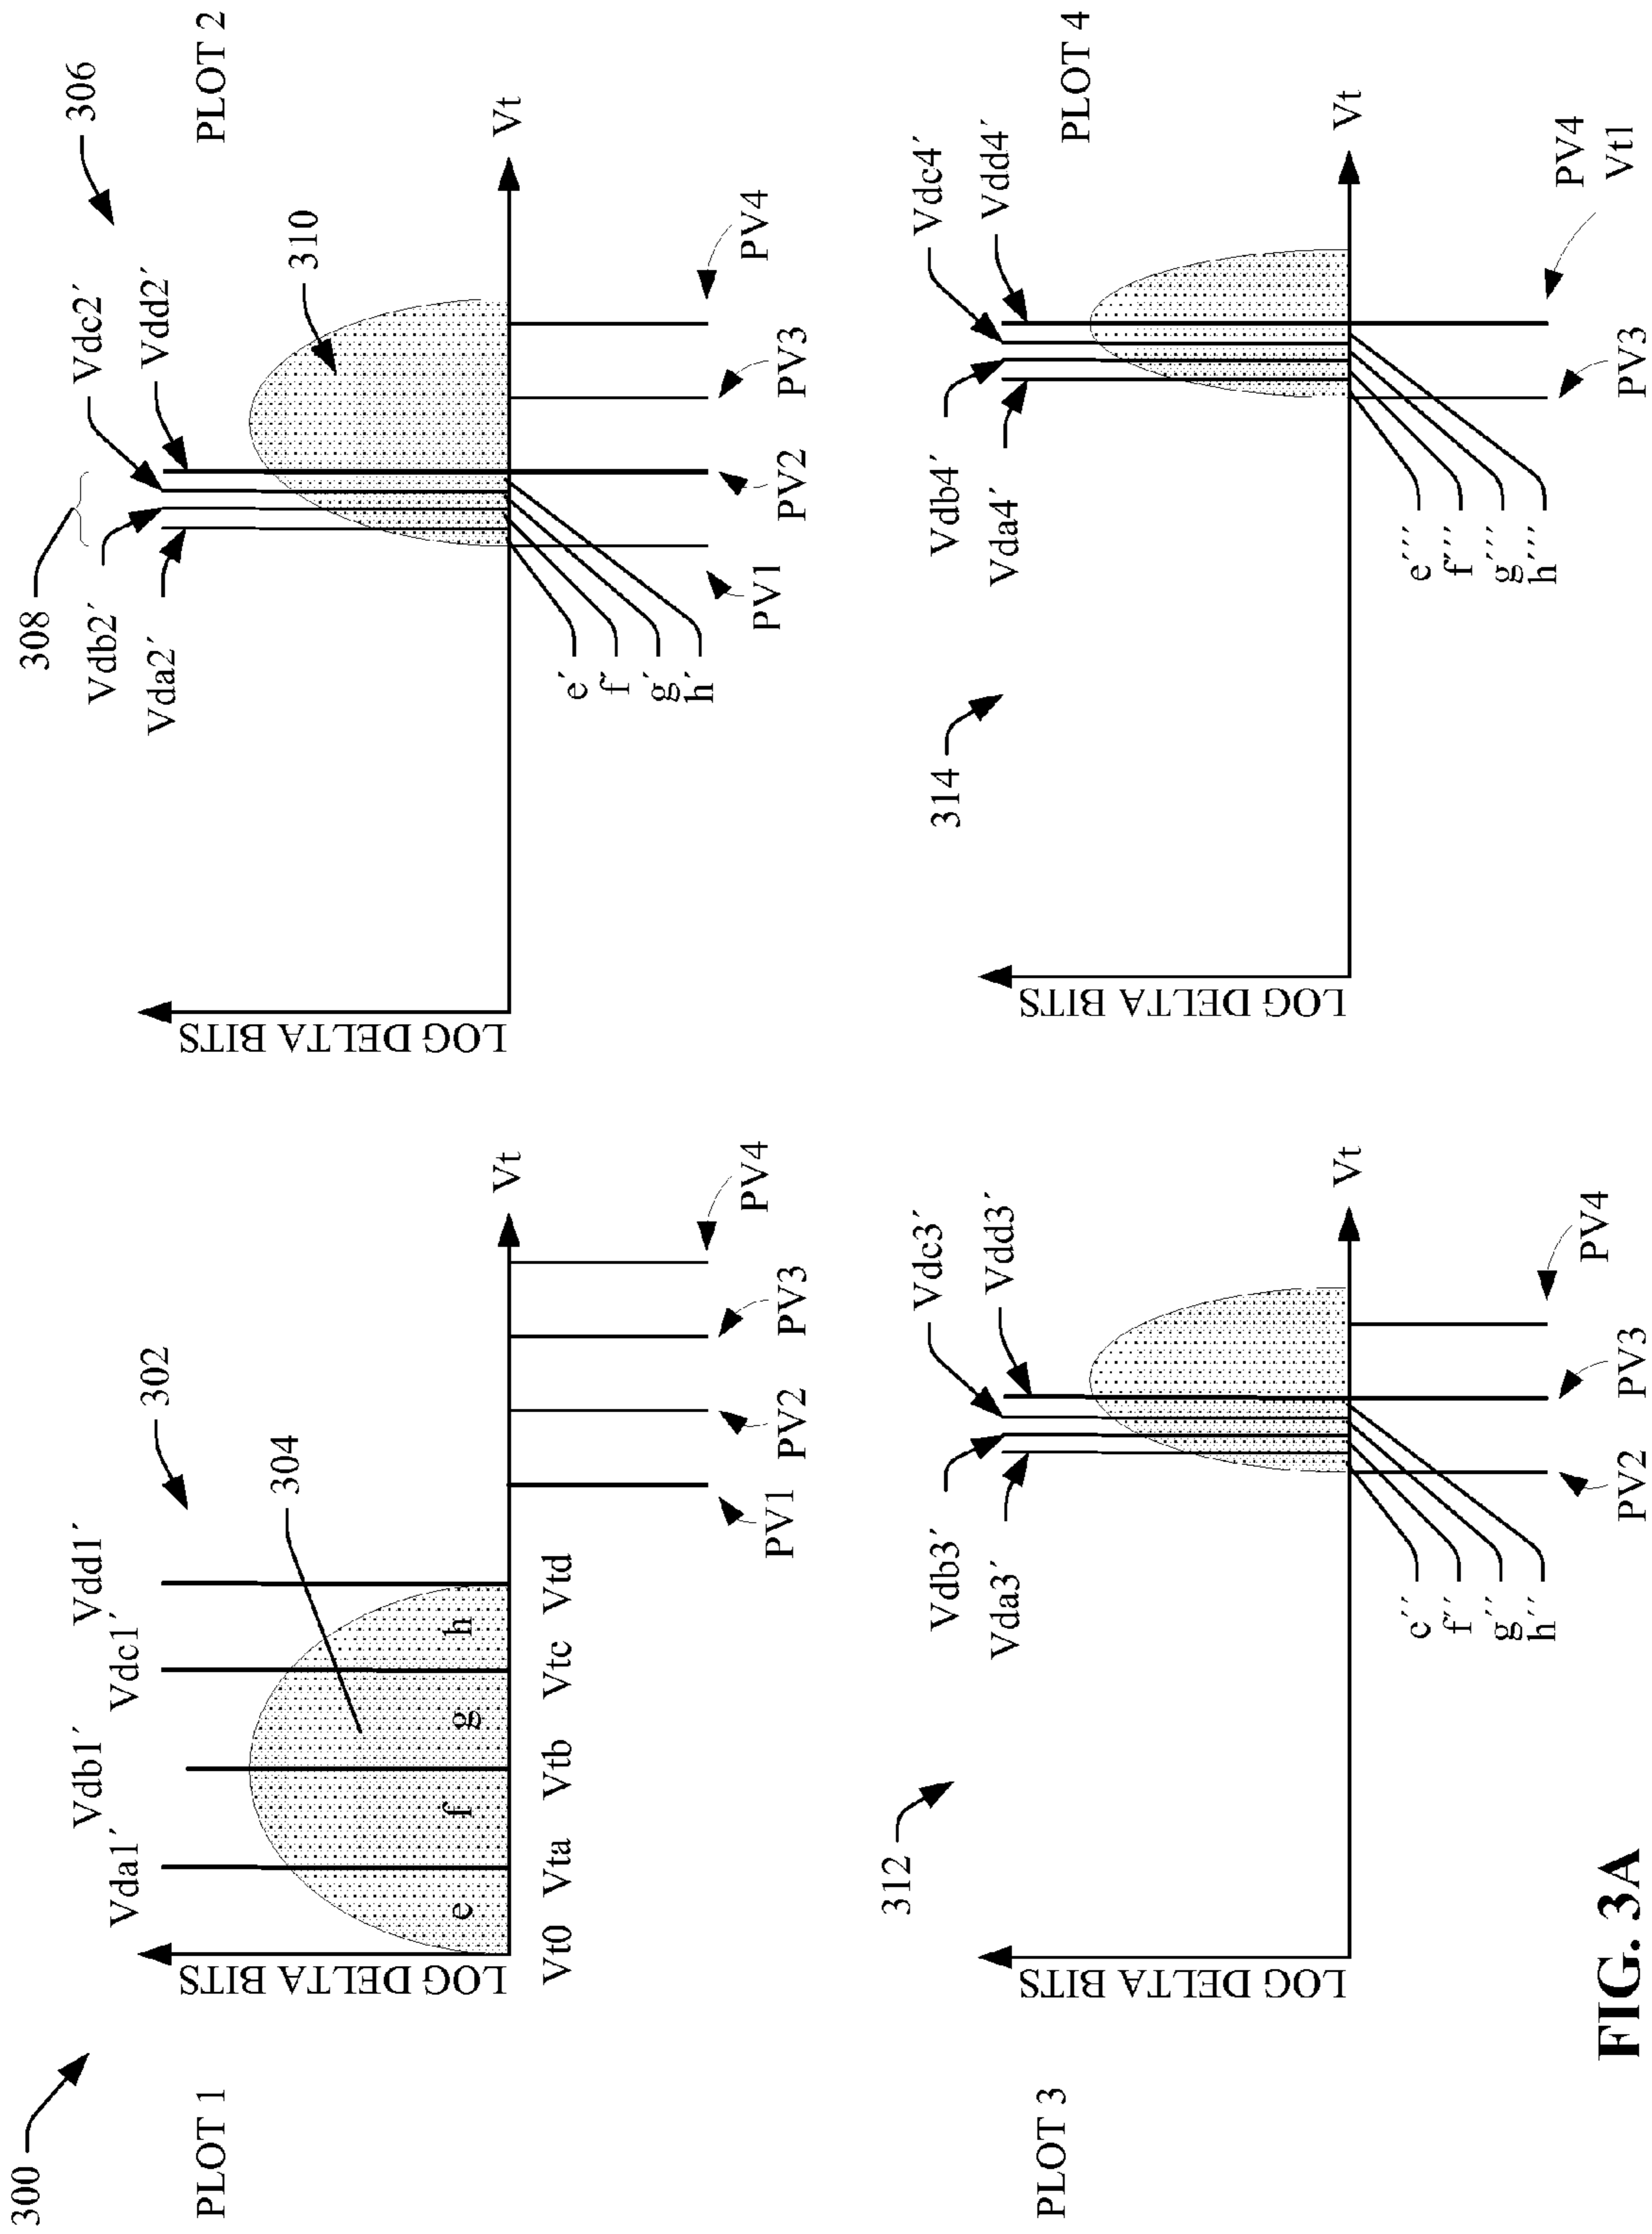 300
PLOT 1
LOG DELTA BITS
Vda1´
Vdb1´
Vdc1´
Vdd1´
302
304
e
f
g
h
Vt0
Vta
Vtb
Vtc
Vtd
Vt
PV1
PV2
PV3
PV4
PLOT 2
306
308
Vdb2´
Vda2´
Vdc2´
Vdd2´
310
LOG DELTA BITS
Vt
e´
f´
g´
h´
PV1
PV2
PV3
PV4
PLOT 3
312
LOG DELTA BITS
Vdb3´
Vda3´
Vdc3´
Vdd3´
Vt
c´´
f´´
g´´
h´´
PV2
PV3
PV4
PLOT 4
314
LOG DELTA BITS
Vdb4´
Vda4´
Vdc4´
Vdd4´
Vt
e´´´´
f´´´´
g´´´´
h´´´´
PV3
PV4
Vt1
FIG. 3A